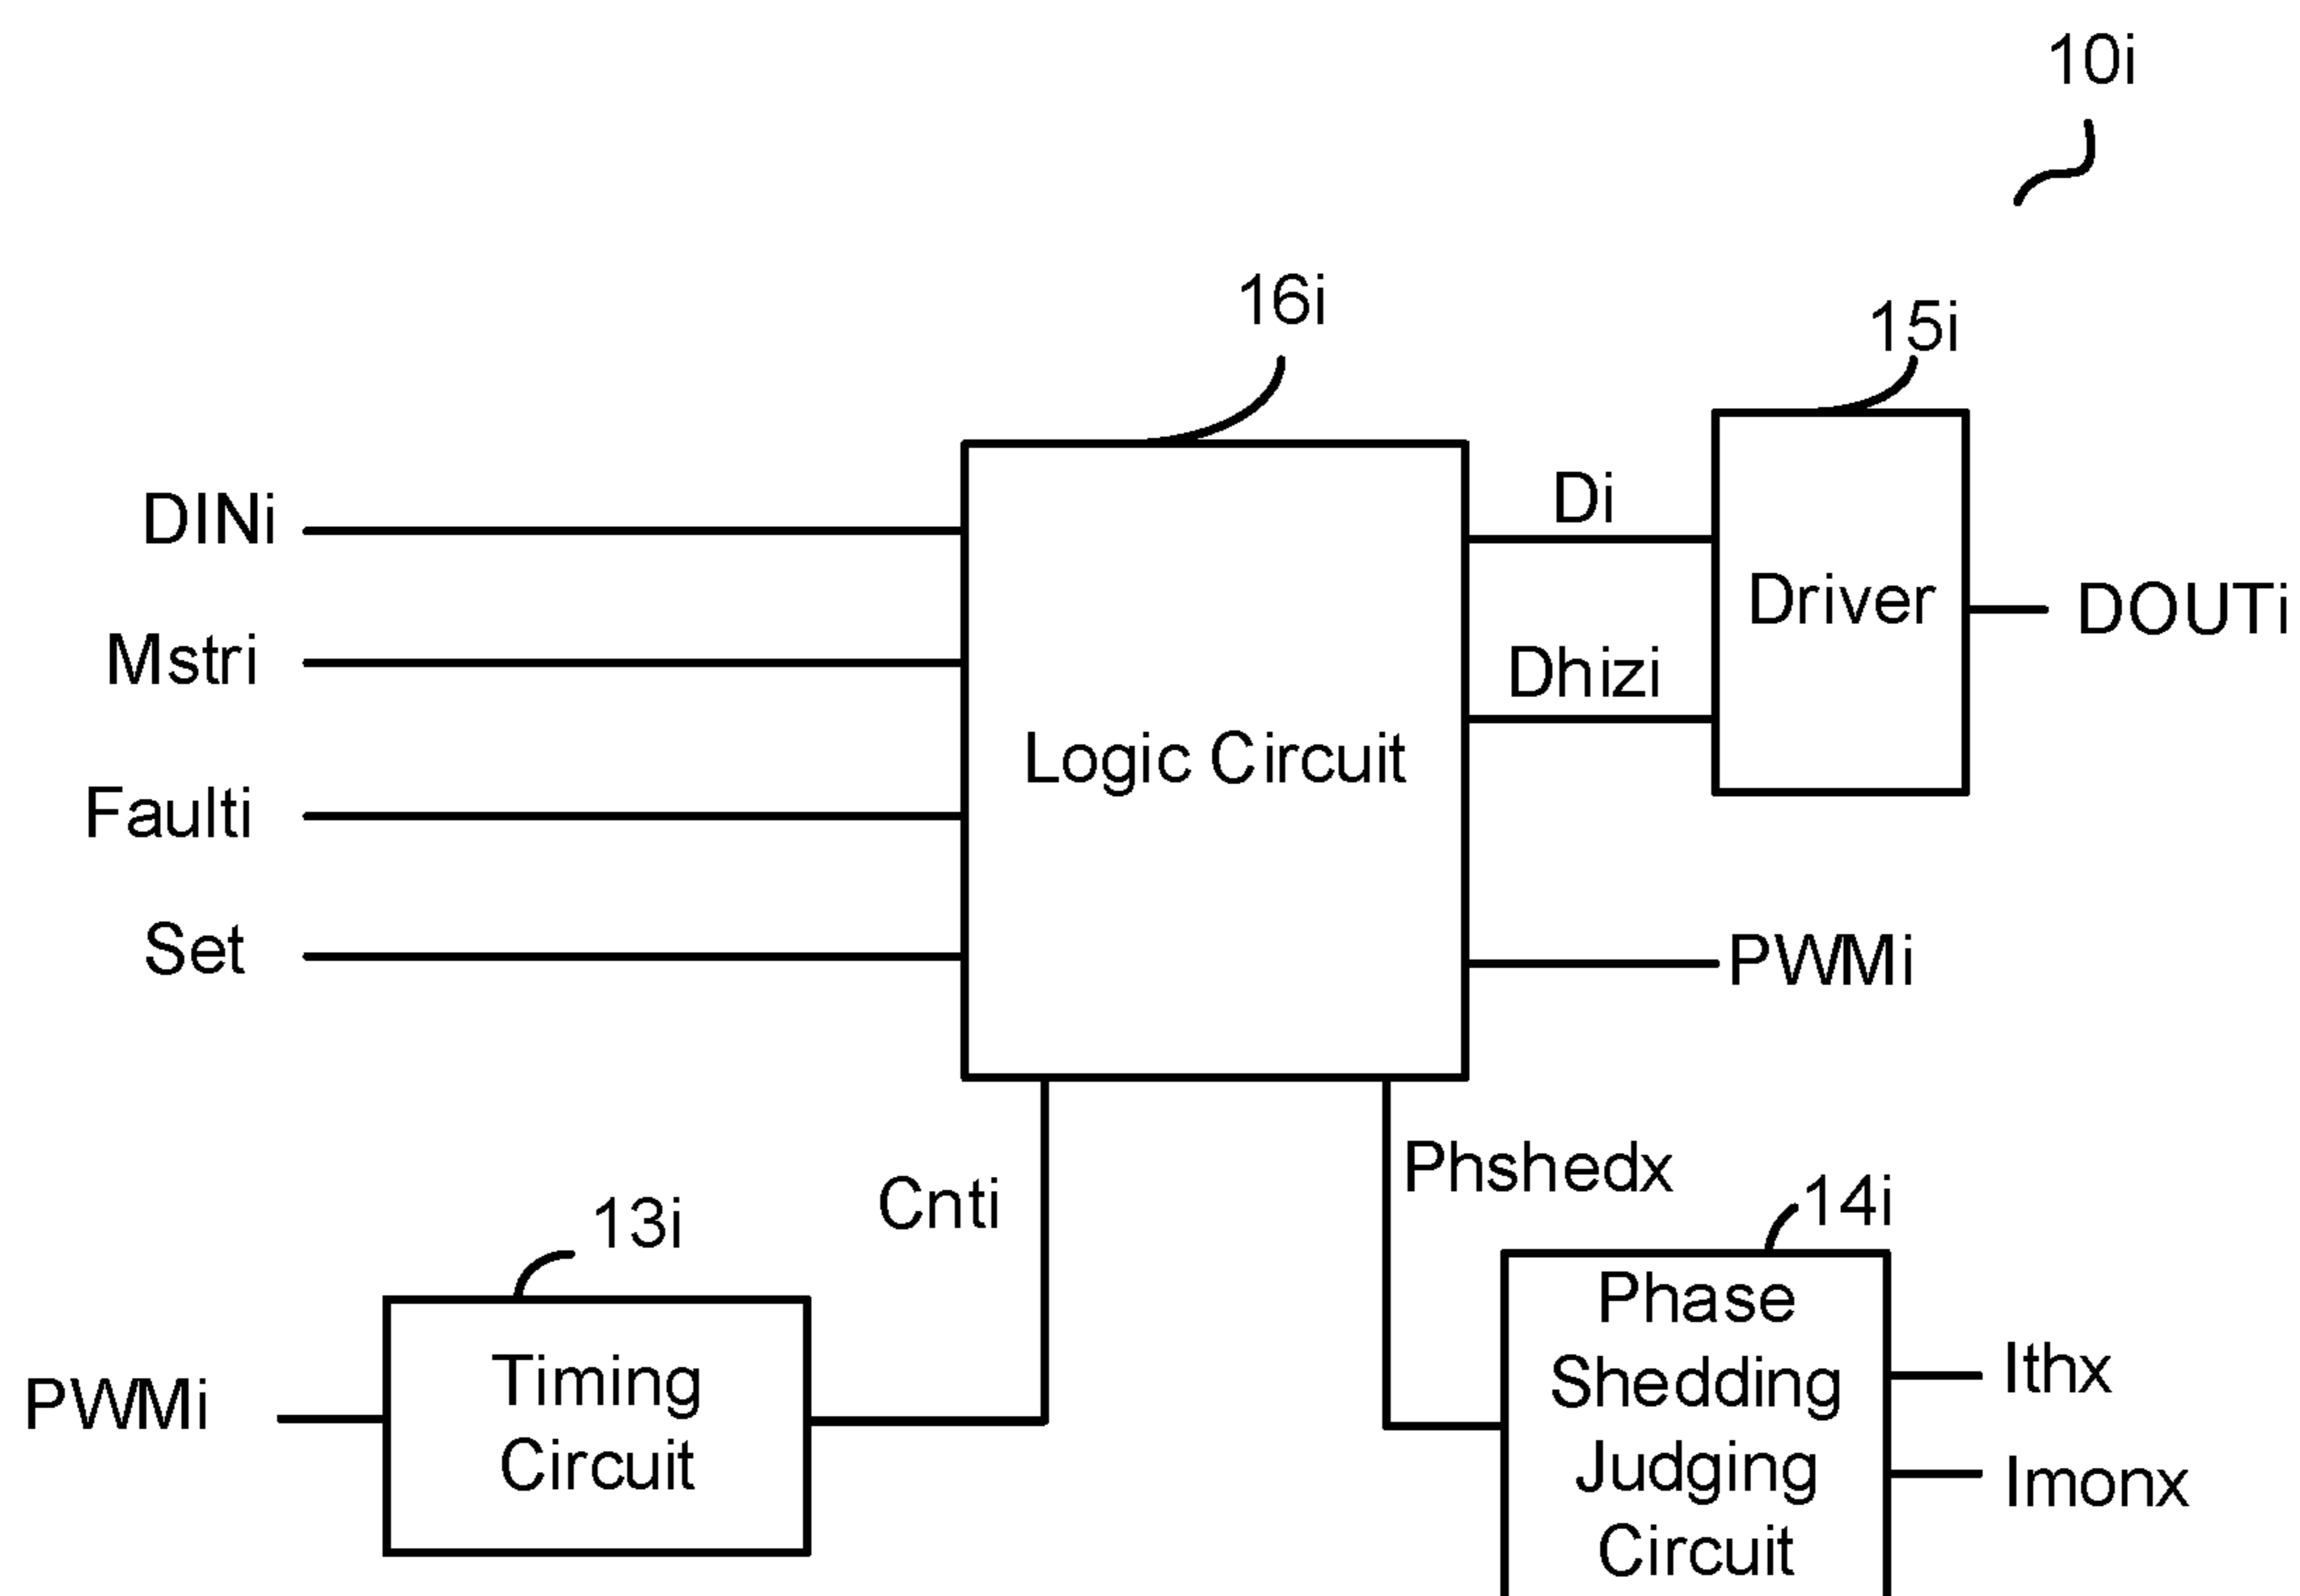 10i
16i
15i
DINi
Di
Mstri
Driver
DOUTi
Dhizi
Logic Circuit
Faulti
Set
PWMi
Phshedx
Cnti
13i
14i
PWMi
Timing
Circuit
Phase
Shedding
Judging
Circuit
Ithx
Imonx